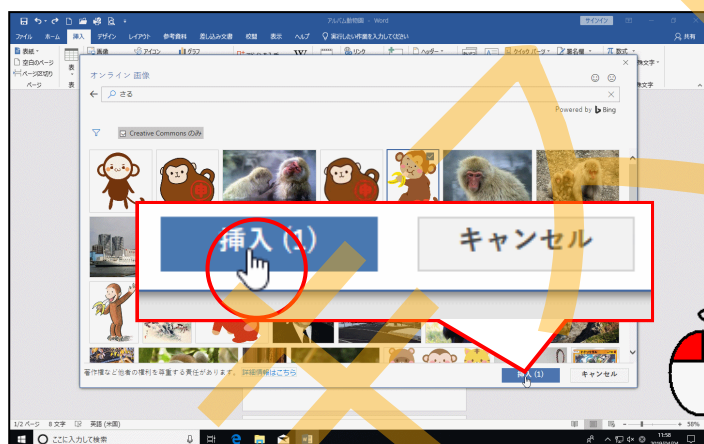 アルバム動物園 - Word
サインイン
ファイル ホーム 挿入 デザイン レイアウト 参考資料 差し込み文書 校閲 表示 ヘルプ 実行したい作業を入力してください 共有
表紙
空白のページ
ページ区切り
ページ
表
表
画像
アイコン
グラフ
リンク
ヘッダー
クイック パーツ
署名欄
数式
オンライン 画像
さる
Powered by Bing
Creative Commons のみ
挿入 (1)
キャンセル
著作権など他者の権利を尊重する責任があります。 詳細情報はこちら
挿入 (1)
キャンセル
1/2 ページ 8 文字 英語 (米国)
58%
ここに入力して検索
11:58